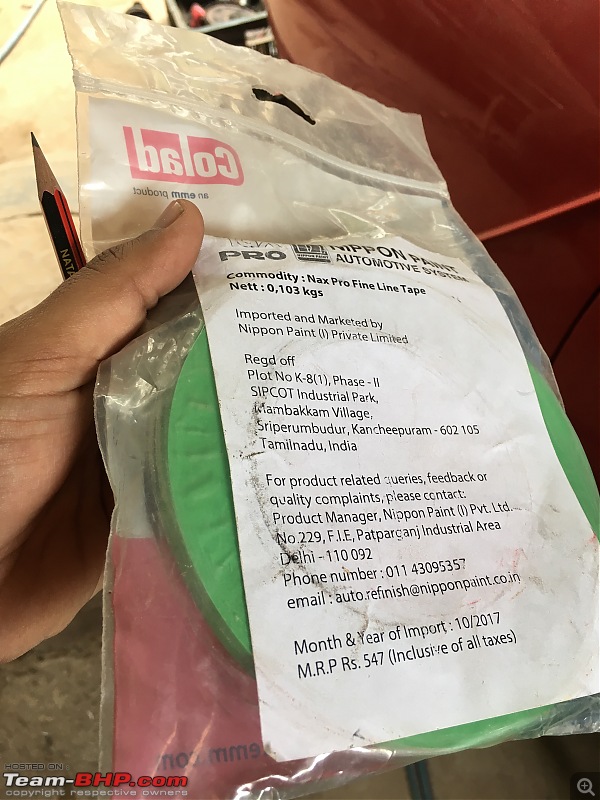 Colad
an emm product
NATA
PRO
NIPPON PAINT
AUTOMOTIVE SYSTEM
Commodity : Nax Pro Fine Line Tape
Nett : 0,103 kgs
Imported and Marketed by
Nippon Paint (I) Private Limited
Regd off
Plot No K-8(1), Phase - II
SIPCOT Industrial Park,
Mambakkam Village,
Sriperumbudur, Kancheepuram - 602 105
Tamilnadu, India
For product related queries, feedback or
quality complaints, please contact:
Product Manager, Nippon Paint (I) Pvt. Ltd.
No.229, F.I.E, Patparganj Industrial Area
Delhi - 110 092
Phone number : 011 43095357
email : auto.refinish@nipponpaint.co.in
Month & Year of Import : 10/2017
M.R.P Rs. 547 (Inclusive of all taxes)
emm.com
HOSTED ON
Team-BHP.com
copyright respective owners